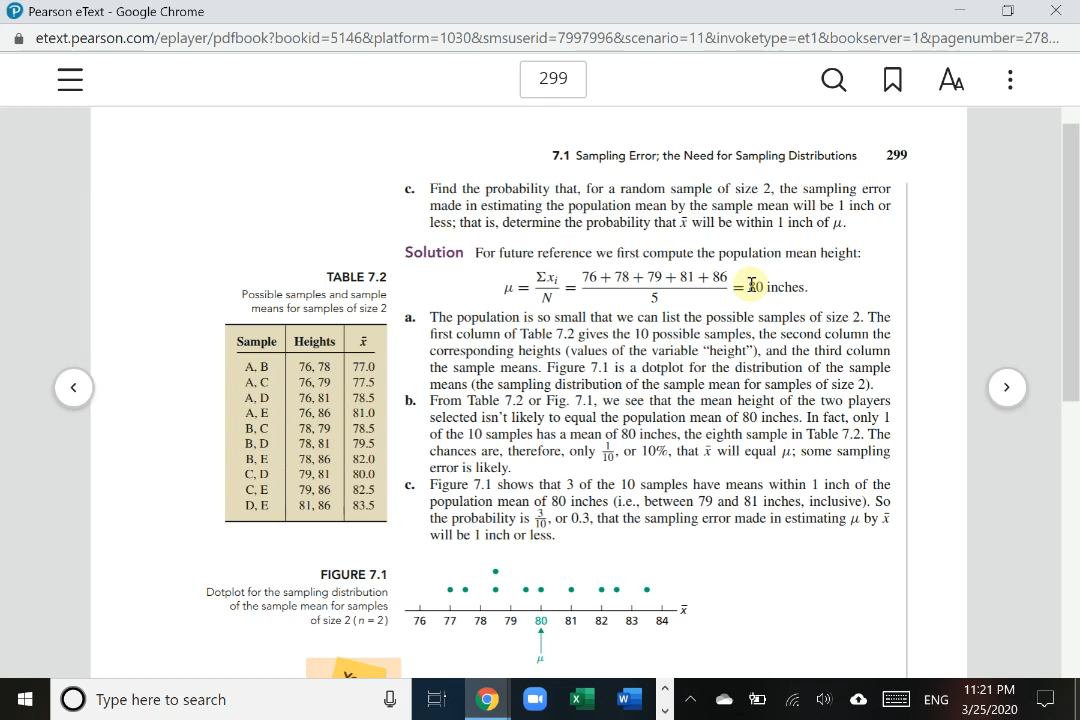 Pearson eText - Google Chrome
etext.pearson.com/eplayer/pdfbook?bookid=5146&platform=1030&smsuserid=7997996&scenario=11&invoketype=et1&bookserver=1&pagenumber=278...
299
7.1 Sampling Error; the Need for Sampling Distributions 299
c. Find the probability that, for a random sample of size 2, the sampling error
made in estimating the population mean by the sample mean will be 1 inch or
less; that is, determine the probability that x̄ will be within 1 inch of μ.
Solution For future reference we first compute the population mean height:
μ = Σxᵢ / N = (76 + 78 + 79 + 81 + 86) / 5 = 80 inches.
a. The population is so small that we can list the possible samples of size 2. The
first column of Table 7.2 gives the 10 possible samples, the second column the
corresponding heights (values of the variable “height”), and the third column
the sample means. Figure 7.1 is a dotplot for the distribution of the sample
means (the sampling distribution of the sample mean for samples of size 2).
b. From Table 7.2 or Fig. 7.1, we see that the mean height of the two players
selected isn’t likely to equal the population mean of 80 inches. In fact, only 1
of the 10 samples has a mean of 80 inches, the eighth sample in Table 7.2. The
chances are, therefore, only 1/10, or 10%, that x̄ will equal μ; some sampling
error is likely.
c. Figure 7.1 shows that 3 of the 10 samples have means within 1 inch of the
population mean of 80 inches (i.e., between 79 and 81 inches, inclusive). So
the probability is 3/10, or 0.3, that the sampling error made in estimating μ by x̄
will be 1 inch or less.
TABLE 7.2
Possible samples and sample
means for samples of size 2
Sample Heights x̄
A, B 76, 78 77.0
A, C 76, 79 77.5
A, D 76, 81 78.5
A, E 76, 86 81.0
B, C 78, 79 78.5
B, D 78, 81 79.5
B, E 78, 86 82.0
C, D 79, 81 80.0
C, E 79, 86 82.5
D, E 81, 86 83.5
FIGURE 7.1
Dotplot for the sampling distribution
of the sample mean for samples
of size 2 (n = 2)
x̄
76 77 78 79 80 81 82 83 84
μ
Type here to search
ENG
11:21 PM
3/25/2020